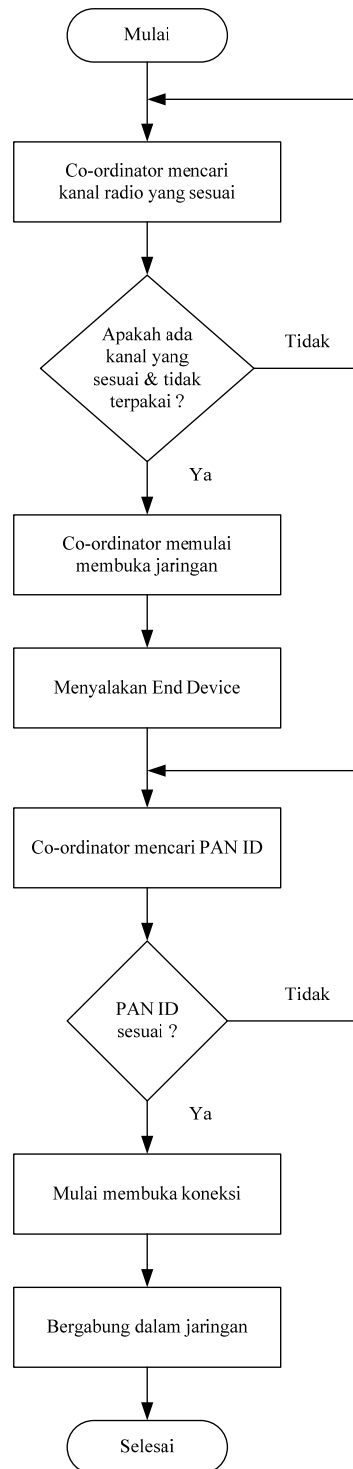 Mulai
Co-ordinator mencari
kanal radio yang sesuai
Apakah ada
kanal yang
sesuai & tidak
terpakai ?
Tidak
Ya
Co-ordinator memulai
membuka jaringan
Menyalakan End Device
Co-ordinator mencari PAN ID
PAN ID
sesuai ?
Tidak
Ya
Mulai membuka koneksi
Bergabung dalam jaringan
Selesai